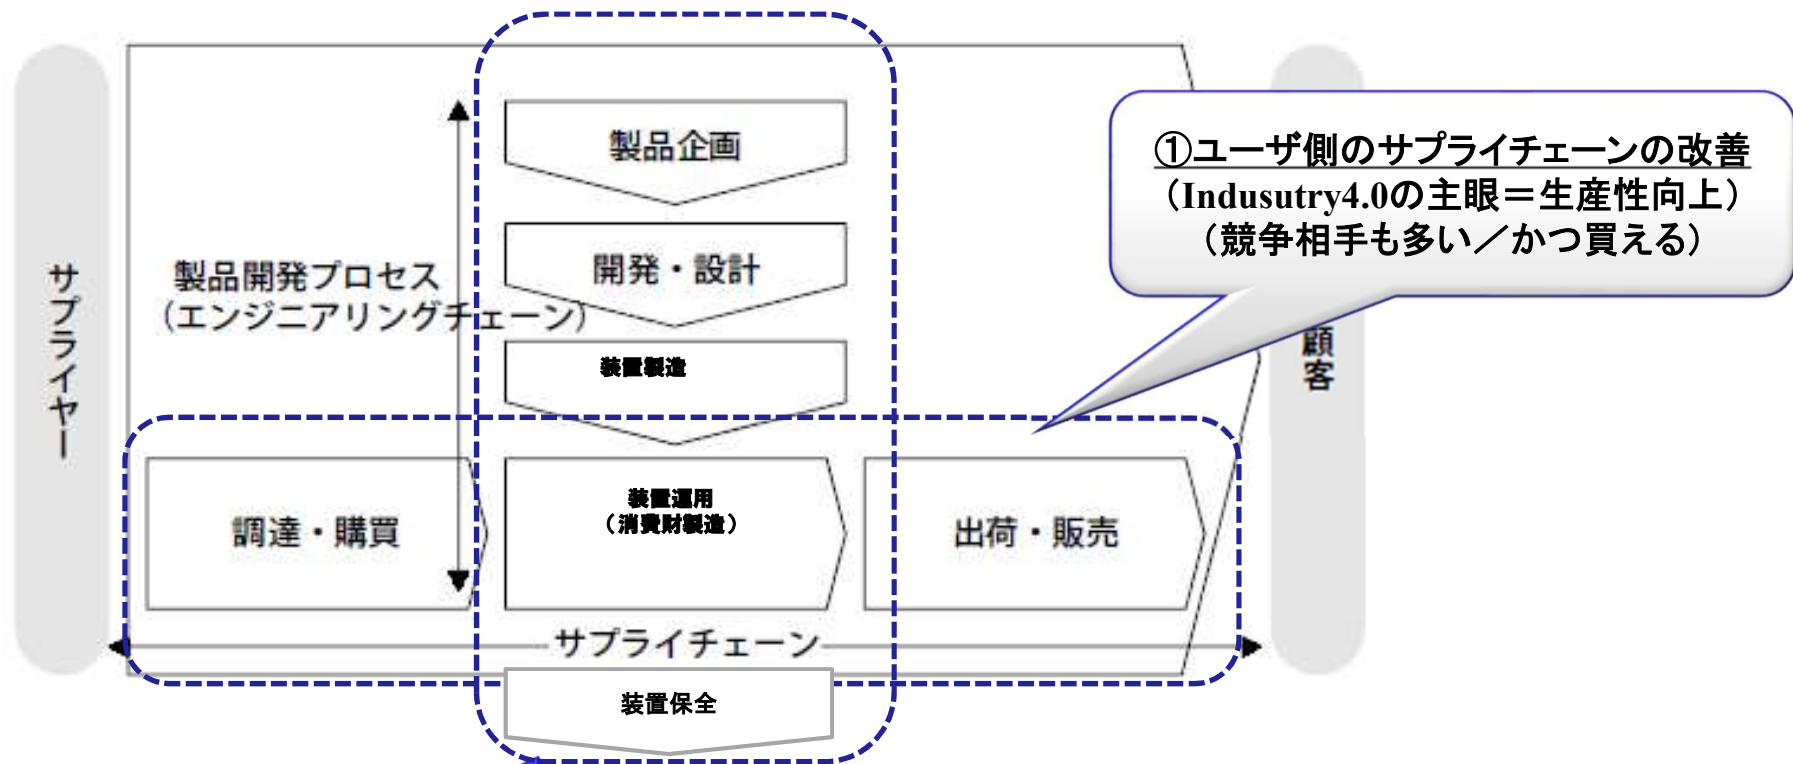 サプライヤー
製品企画
開発・設計
製品開発プロセス
（エンジニアリングチェーン）
装置製造
調達・購買
装置運用
（消費財製造）
出荷・販売
サプライチェーン
装置保全
①ユーザ側のサプライチェーンの改善
（Indusutry4.0の主眼＝生産性向上）
（競争相手も多い／かつ買える）
顧客